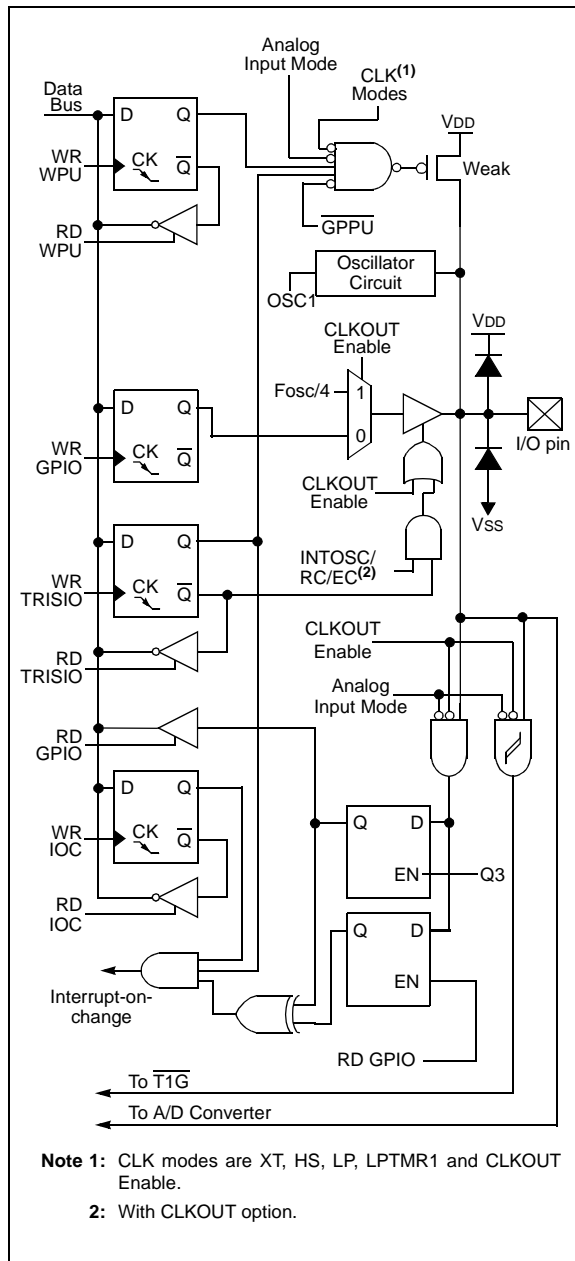 Analog
Input Mode
CLK(1)
Modes
Data
Bus
VDD
D Q
WR
WPU
CK
Q
Weak
RD
WPU
GPPU
Oscillator
Circuit
OSC1
CLKOUT
Enable
VDD
Fosc/4
1
D Q
0
I/O pin
WR
GPIO
CK
Q
CLKOUT
Enable
VSS
D Q
INTOSC/
RC/EC(2)
WR
TRISIO
CK
Q
CLKOUT
Enable
RD
TRISIO
Analog
Input Mode
RD
GPIO
D Q
Q D
WR
IOC
CK
Q
EN
Q3
RD
IOC
Q D
EN
Interrupt-on-
change
RD GPIO
To T1G
To A/D Converter
Note 1: CLK modes are XT, HS, LP, LPTMR1 and CLKOUT
Enable.
2: With CLKOUT option.